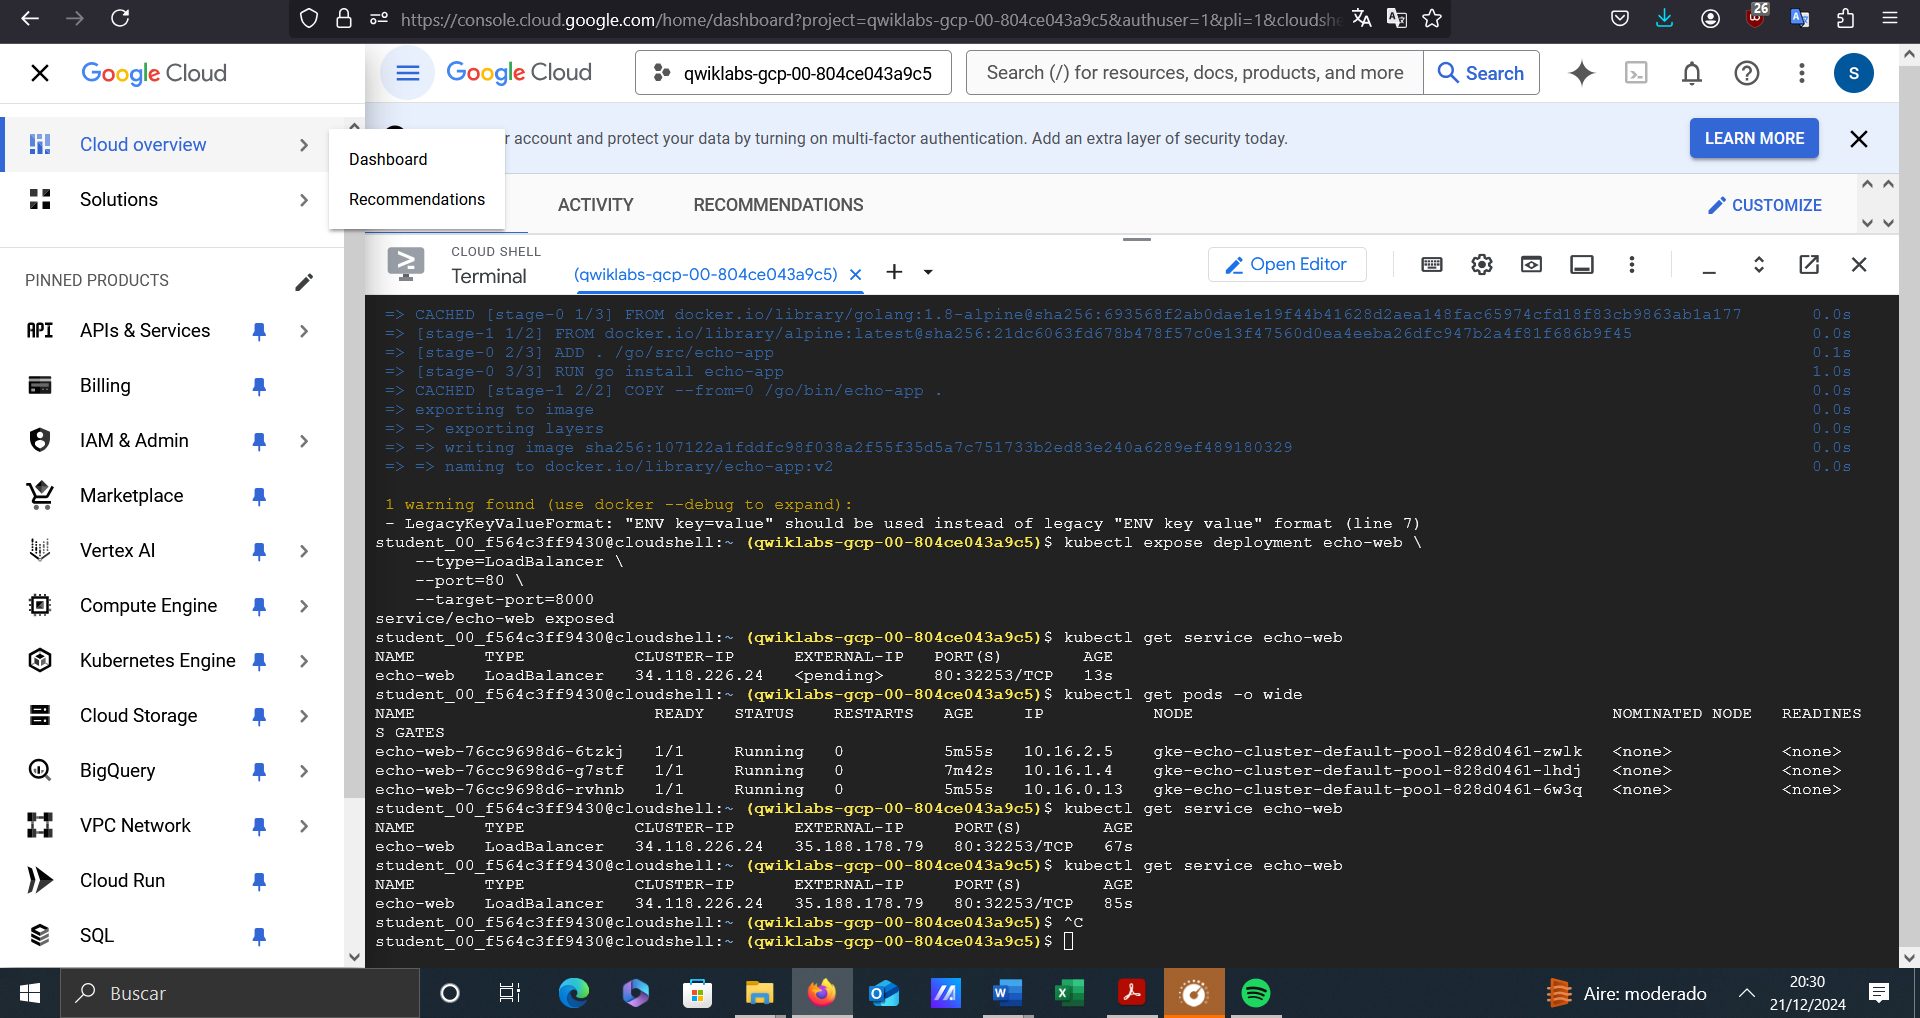 https://console.cloud.google.com/home/dashboard?project=qwiklabs-gcp-00-804ce043a9c5&authuser=1&pli=1&cloudshe
26
Google Cloud
Google Cloud
qwiklabs-gcp-00-804ce043a9c5
Search (/) for resources, docs, products, and more
Search
S
Cloud overview
Solutions
Dashboard
Recommendations
r account and protect your data by turning on multi-factor authentication. Add an extra layer of security today.
LEARN MORE
ACTIVITY
RECOMMENDATIONS
CUSTOMIZE
PINNED PRODUCTS
API APIs & Services
Billing
IAM & Admin
Marketplace
Vertex AI
Compute Engine
Kubernetes Engine
Cloud Storage
BigQuery
VPC Network
Cloud Run
SQL
CLOUD SHELL
Terminal
(qwiklabs-gcp-00-804ce043a9c5)
Open Editor
=> CACHED [stage-0 1/3] FROM docker.io/library/golang:1.8-alpine@sha256:693568f2ab0dae1e19f44b41628d2aea148fac65974cfd18f83cb9863ab1a177 0.0s
=> [stage-1 1/2] FROM docker.io/library/alpine:latest@sha256:21dc6063fd678b478f57c0e13f47560d0ea4eeba26dfc947b2a4f81f686b9f45 0.0s
=> [stage-0 2/3] ADD . /go/src/echo-app 0.1s
=> [stage-0 3/3] RUN go install echo-app 1.0s
=> CACHED [stage-1 2/2] COPY --from=0 /go/bin/echo-app . 0.0s
=> exporting to image 0.0s
=> => exporting layers 0.0s
=> => writing image sha256:107122a1fddfc98f038a2f55f35d5a7c751733b2ed83e240a6289ef489180329 0.0s
=> => naming to docker.io/library/echo-app:v2 0.0s
1 warning found (use docker --debug to expand):
- LegacyKeyValueFormat: "ENV key=value" should be used instead of legacy "ENV key value" format (line 7)
student_00_f564c3ff9430@cloudshell:~ (qwiklabs-gcp-00-804ce043a9c5)$ kubectl expose deployment echo-web \
--type=LoadBalancer \
--port=80 \
--target-port=8000
service/echo-web exposed
student_00_f564c3ff9430@cloudshell:~ (qwiklabs-gcp-00-804ce043a9c5)$ kubectl get service echo-web
NAME TYPE CLUSTER-IP EXTERNAL-IP PORT(S) AGE
echo-web LoadBalancer 34.118.226.24 <pending> 80:32253/TCP 13s
student_00_f564c3ff9430@cloudshell:~ (qwiklabs-gcp-00-804ce043a9c5)$ kubectl get pods -o wide
NAME READY STATUS RESTARTS AGE IP NODE NOMINATED NODE READINES
S GATES
echo-web-76cc9698d6-6tzkj 1/1 Running 0 5m55s 10.16.2.5 gke-echo-cluster-default-pool-828d0461-zwlk <none> <none>
echo-web-76cc9698d6-g7stf 1/1 Running 0 7m42s 10.16.1.4 gke-echo-cluster-default-pool-828d0461-lhdj <none> <none>
echo-web-76cc9698d6-rvhnb 1/1 Running 0 5m55s 10.16.0.13 gke-echo-cluster-default-pool-828d0461-6w3q <none> <none>
student_00_f564c3ff9430@cloudshell:~ (qwiklabs-gcp-00-804ce043a9c5)$ kubectl get service echo-web
NAME TYPE CLUSTER-IP EXTERNAL-IP PORT(S) AGE
echo-web LoadBalancer 34.118.226.24 35.188.178.79 80:32253/TCP 67s
student_00_f564c3ff9430@cloudshell:~ (qwiklabs-gcp-00-804ce043a9c5)$ kubectl get service echo-web
NAME TYPE CLUSTER-IP EXTERNAL-IP PORT(S) AGE
echo-web LoadBalancer 34.118.226.24 35.188.178.79 80:32253/TCP 85s
student_00_f564c3ff9430@cloudshell:~ (qwiklabs-gcp-00-804ce043a9c5)$ ^C
student_00_f564c3ff9430@cloudshell:~ (qwiklabs-gcp-00-804ce043a9c5)$
Buscar
Aire: moderado
20:30
21/12/2024